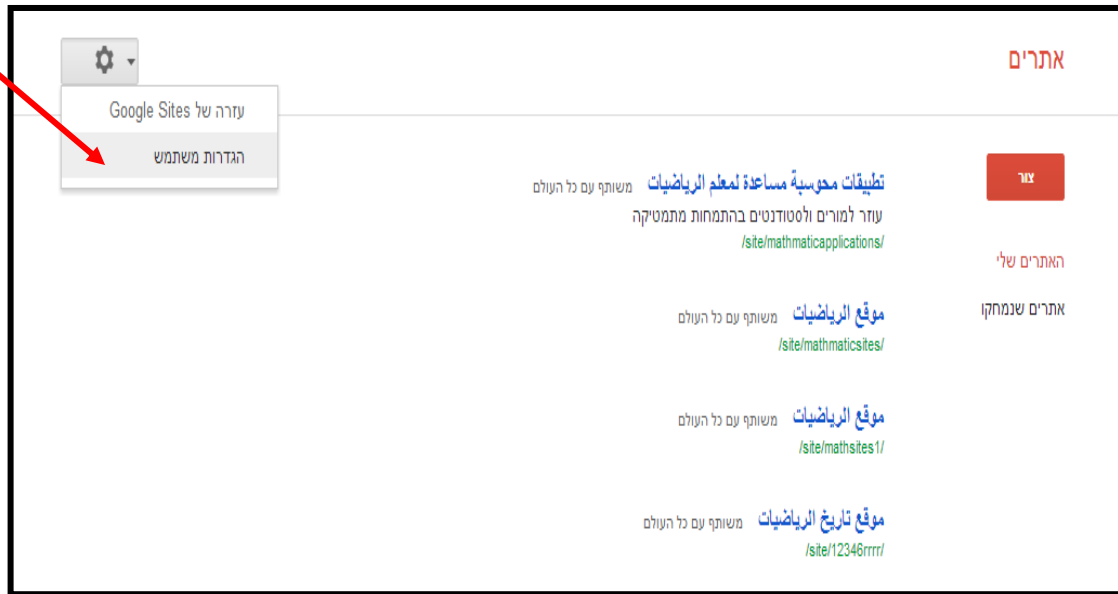 אתרים
עזרה של Google Sites
הגדרות משתמש
צור
האתרים שלי
אתרים שנמחקו
تطبيقات محوسبة مساعدة لمعلم الرياضيات משותף עם כל העולם
עוזר למורים ולסטודנטים בהתמחות מתמטיקה
/site/mathmaticapplications/
موقع الرياضيات משותף עם כל העולם
/site/mathmaticsites/
موقع الرياضيات משותף עם כל העולם
/site/mathsites1/
موقع تاريخ الرياضيات משותף עם כל העולם
/site/12346rrrr/